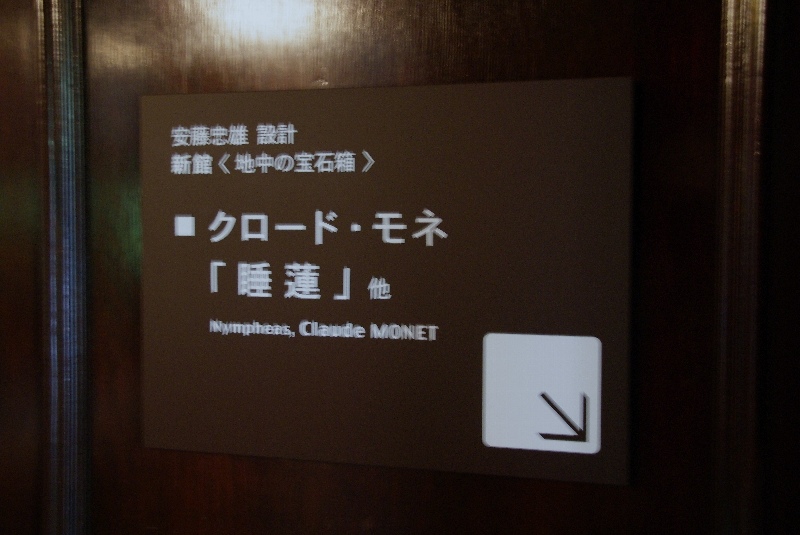 安藤忠雄 設計
新館〈地中の宝石箱〉
■クロード・モネ
「睡蓮」他
Nympheas, Claude MONET